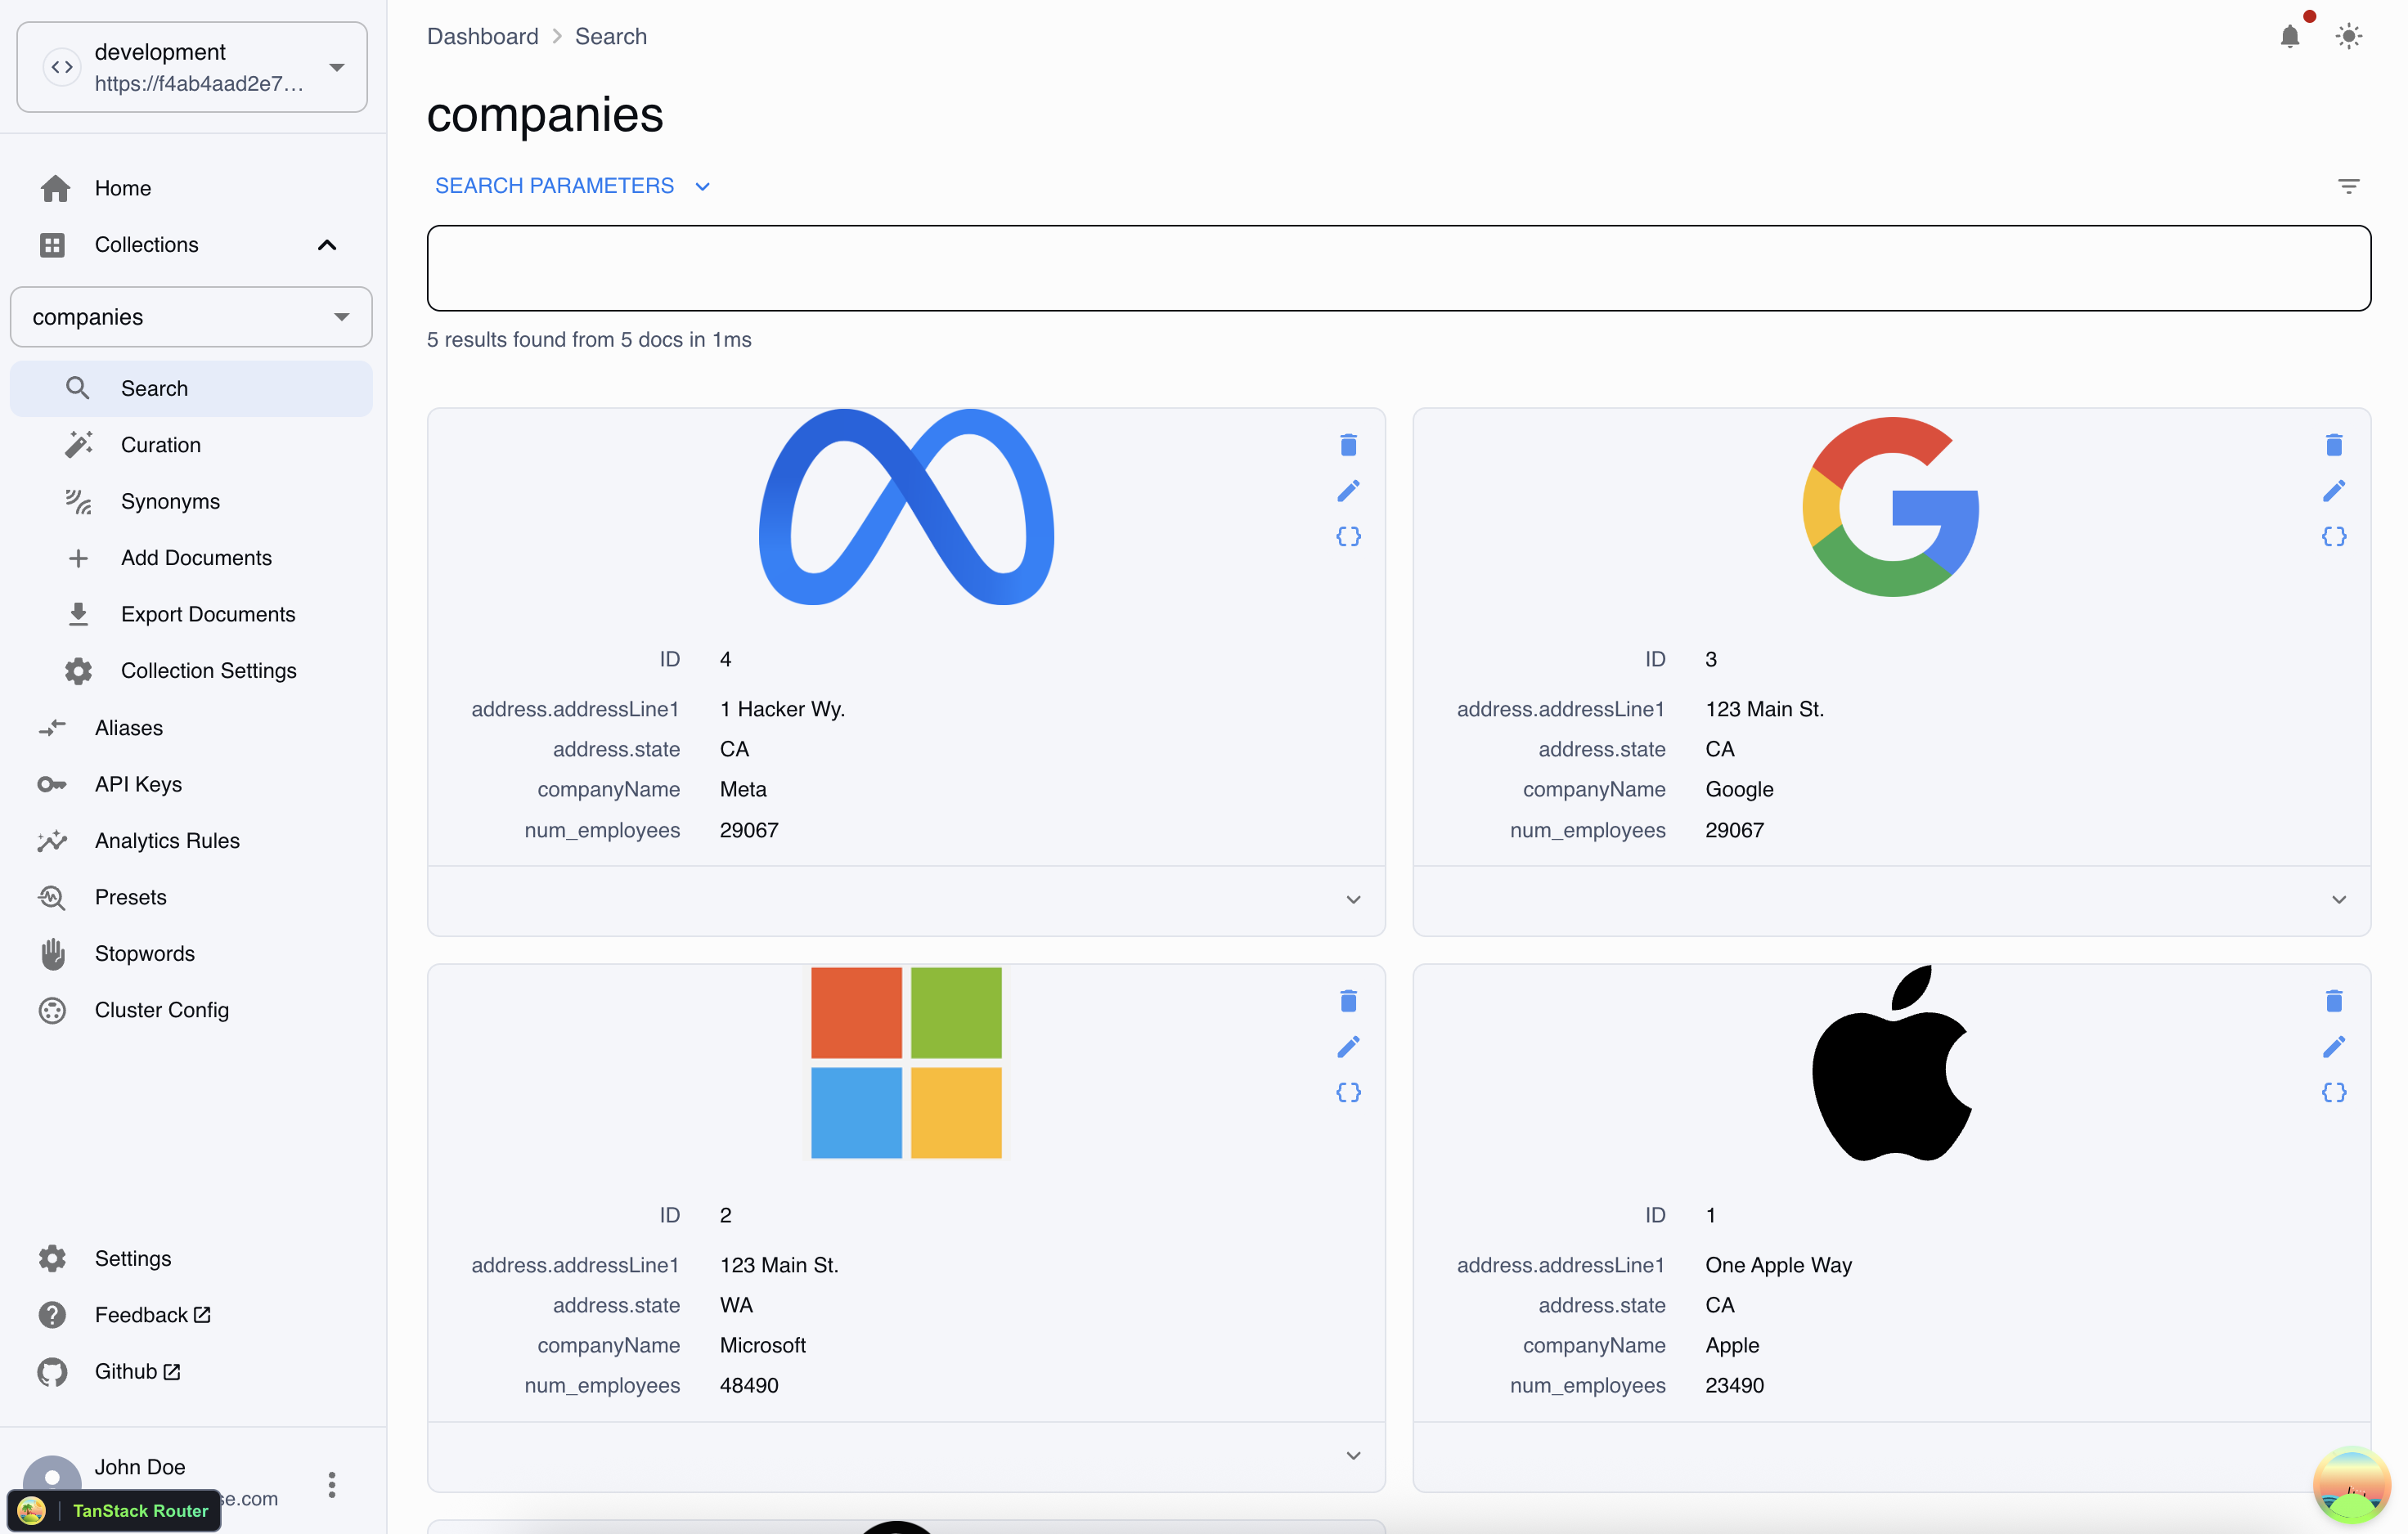 development
https://f4ab4aad2e7...
Home
Collections
companies
Search
Curation
Synonyms
Add Documents
Export Documents
Collection Settings
Aliases
API Keys
Analytics Rules
Presets
Stopwords
Cluster Config
Settings
Feedback
Github
John Doe
se.com
TanStack Router
Dashboard > Search
companies
SEARCH PARAMETERS
5 results found from 5 docs in 1ms
ID 4
address.addressLine1 1 Hacker Wy.
address.state CA
companyName Meta
num_employees 29067
ID 3
address.addressLine1 123 Main St.
address.state CA
companyName Google
num_employees 29067
ID 2
address.addressLine1 123 Main St.
address.state WA
companyName Microsoft
num_employees 48490
ID 1
address.addressLine1 One Apple Way
address.state CA
companyName Apple
num_employees 23490